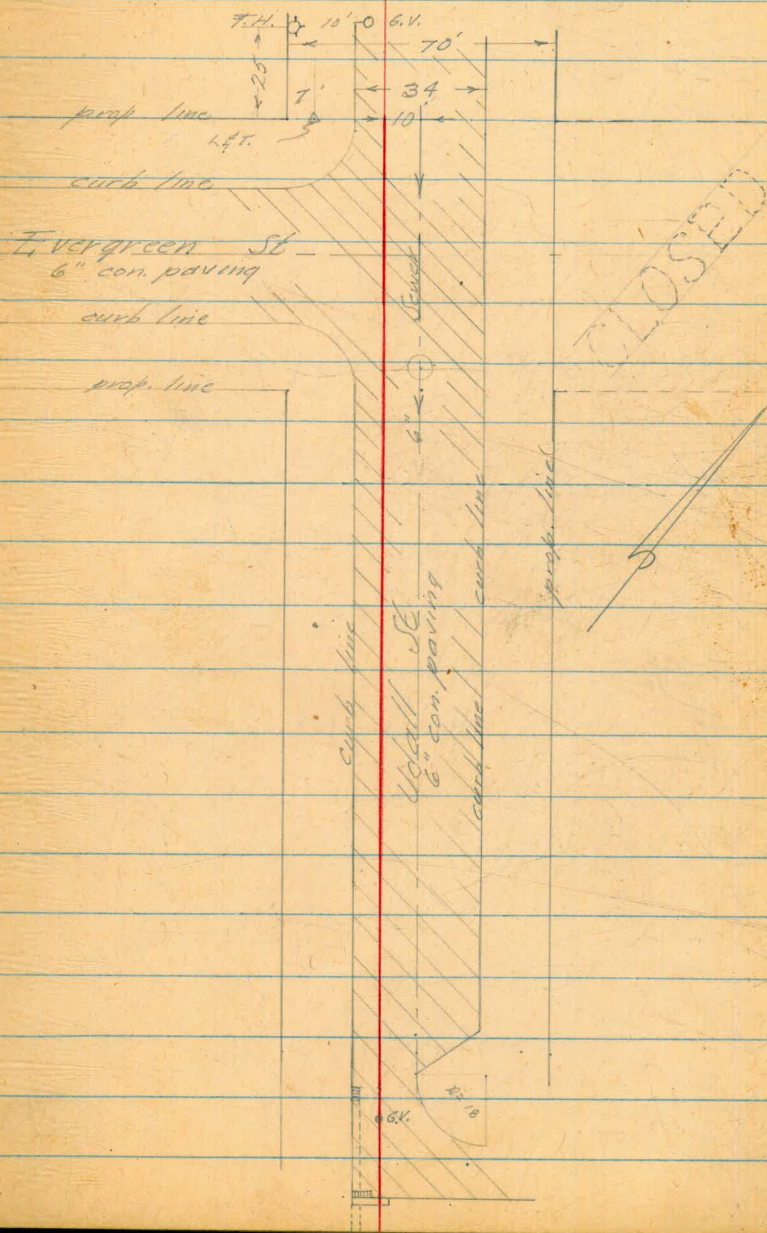 F.H. 10' G.V.
70'
25
7'
34
10'
prop. line
L&T.
curb line
Evergreen St
6" con. paving
Sewer
CLOSED
curb line
prop. line
6"
curb line
prop. line
curb line
Udall St
6" con. paving
curb line
R=18
G.V.